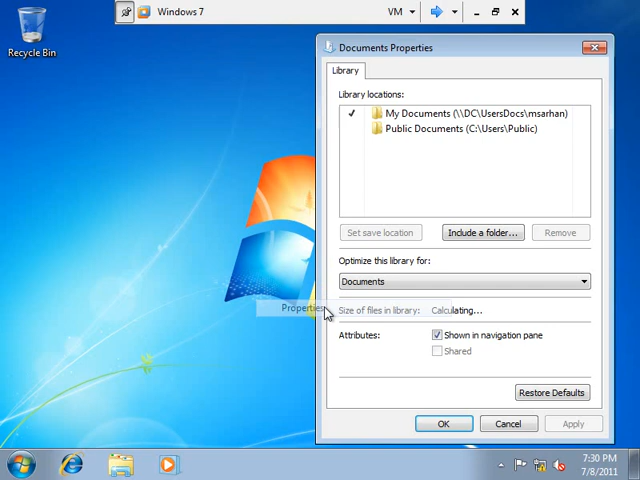 Windows 7
VM
Recycle Bin
Documents Properties
Library
Library locations:
My Documents (\\DC\UsersDocs\msarhan)
Public Documents (C:\Users\Public)
Set save location
Include a folder...
Remove
Optimize this library for:
Documents
Properties
Size of files in library: Calculating...
Attributes:
Shown in navigation pane
Shared
Restore Defaults
OK
Cancel
Apply
7:30 PM
7/8/2011